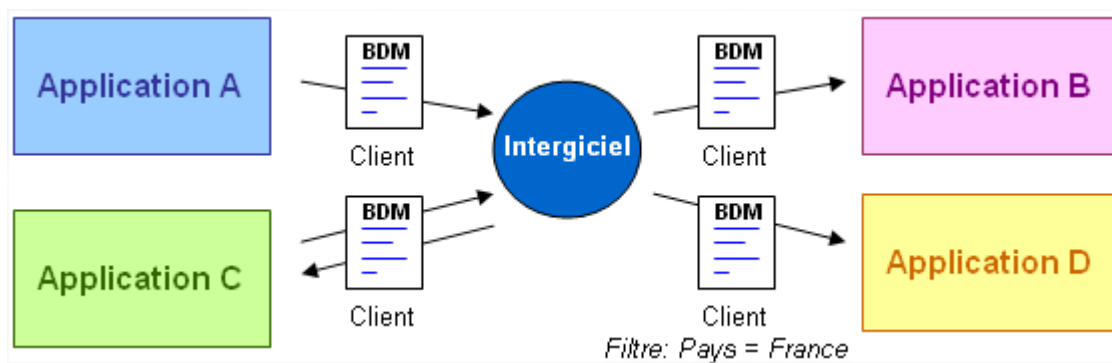 Application A
BDM
Client
Intergiciel
BDM
Client
Application B
Application C
BDM
Client
BDM
Client
Application D
Filtre: Pays = France